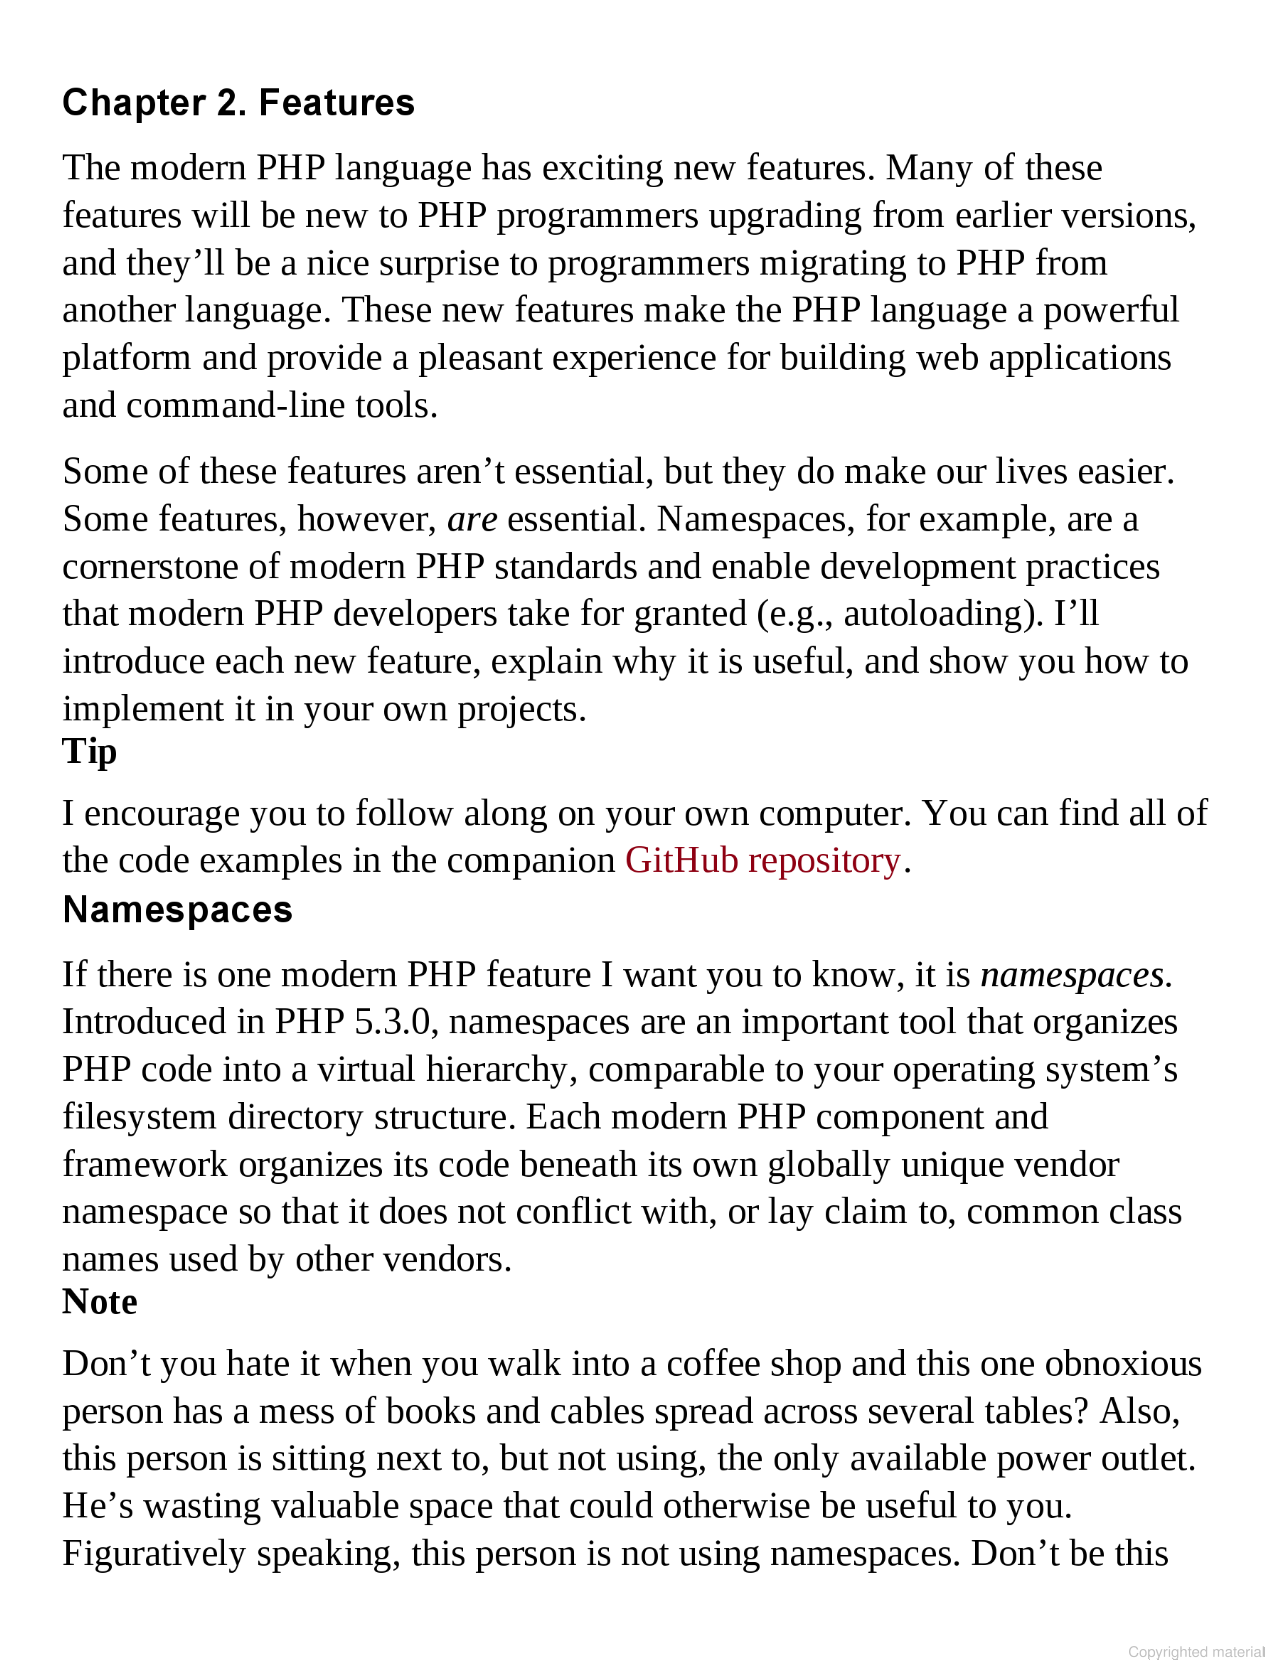 Chapter 2. Features
The modern PHP language has exciting new features. Many of these
features will be new to PHP programmers upgrading from earlier versions,
and they’ll be a nice surprise to programmers migrating to PHP from
another language. These new features make the PHP language a powerful
platform and provide a pleasant experience for building web applications
and command-line tools.
Some of these features aren’t essential, but they do make our lives easier.
Some features, however, are essential. Namespaces, for example, are a
cornerstone of modern PHP standards and enable development practices
that modern PHP developers take for granted (e.g., autoloading). I’ll
introduce each new feature, explain why it is useful, and show you how to
implement it in your own projects.
Tip
I encourage you to follow along on your own computer. You can find all of
the code examples in the companion GitHub repository.
Namespaces
If there is one modern PHP feature I want you to know, it is namespaces.
Introduced in PHP 5.3.0, namespaces are an important tool that organizes
PHP code into a virtual hierarchy, comparable to your operating system’s
filesystem directory structure. Each modern PHP component and
framework organizes its code beneath its own globally unique vendor
namespace so that it does not conflict with, or lay claim to, common class
names used by other vendors.
Note
Don’t you hate it when you walk into a coffee shop and this one obnoxious
person has a mess of books and cables spread across several tables? Also,
this person is sitting next to, but not using, the only available power outlet.
He’s wasting valuable space that could otherwise be useful to you.
Figuratively speaking, this person is not using namespaces. Don’t be this
Copyrighted material